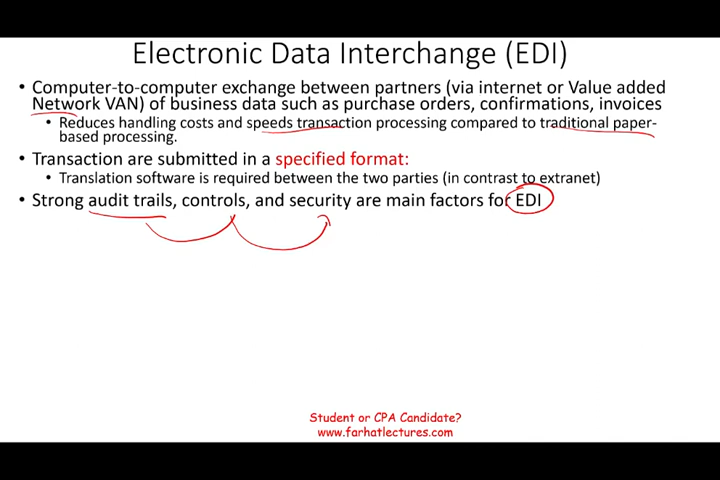 Electronic Data Interchange (EDI)
• Computer-to-computer exchange between partners (via internet or Value added
Network VAN) of business data such as purchase orders, confirmations, invoices
• Reduces handling costs and speeds transaction processing compared to traditional paper-
based processing.
• Transaction are submitted in a specified format:
• Translation software is required between the two parties (in contrast to extranet)
• Strong audit trails, controls, and security are main factors for EDI
Student or CPA Candidate?
www.farhatlectures.com